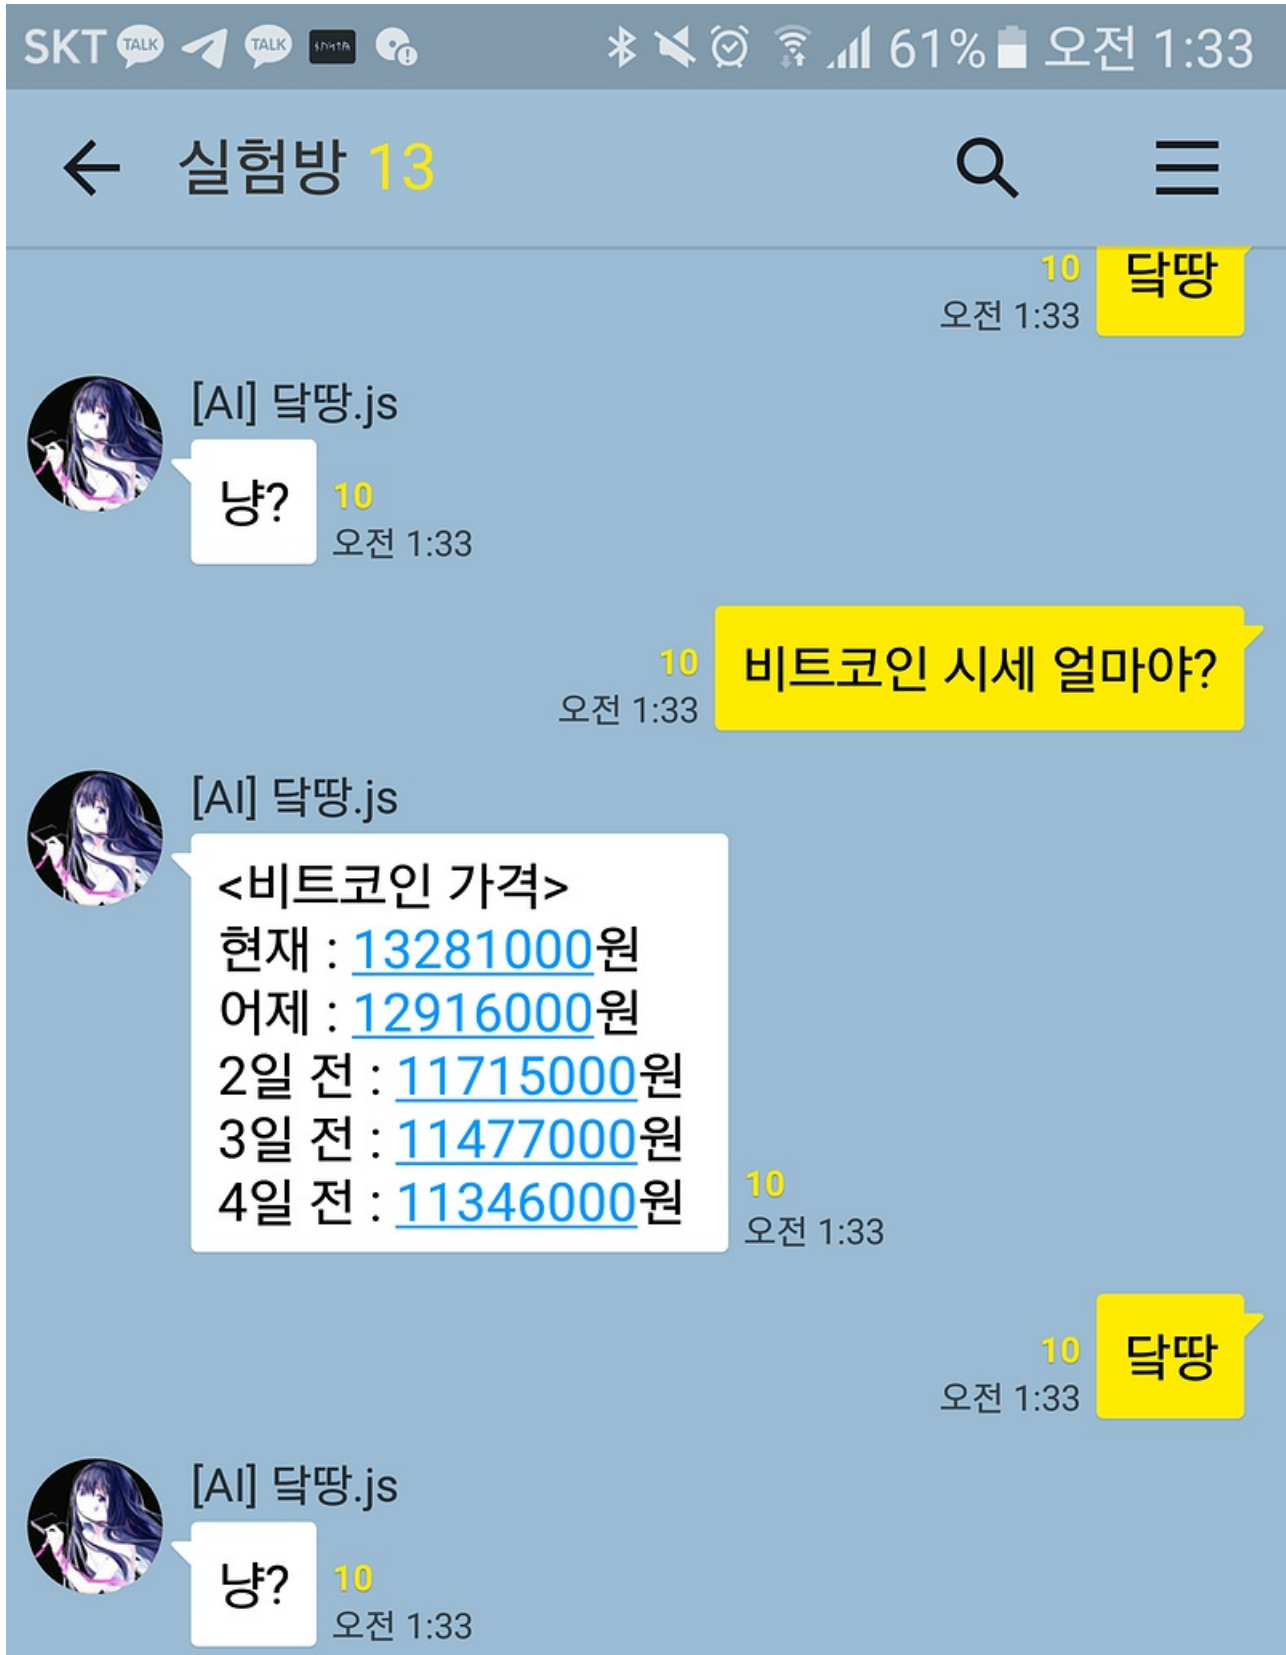 SKT TALK TALK 61% 오전 1:33
실험방 13
닼땅
10
오전 1:33
[AI] 닼땅.js
냥?
10
오전 1:33
비트코인 시세 얼마야?
10
오전 1:33
[AI] 닼땅.js
<비트코인 가격>
현재 : 13281000원
어제 : 12916000원
2일 전 : 11715000원
3일 전 : 11477000원
4일 전 : 11346000원
10
오전 1:33
닼땅
10
오전 1:33
[AI] 닼땅.js
냥?
10
오전 1:33